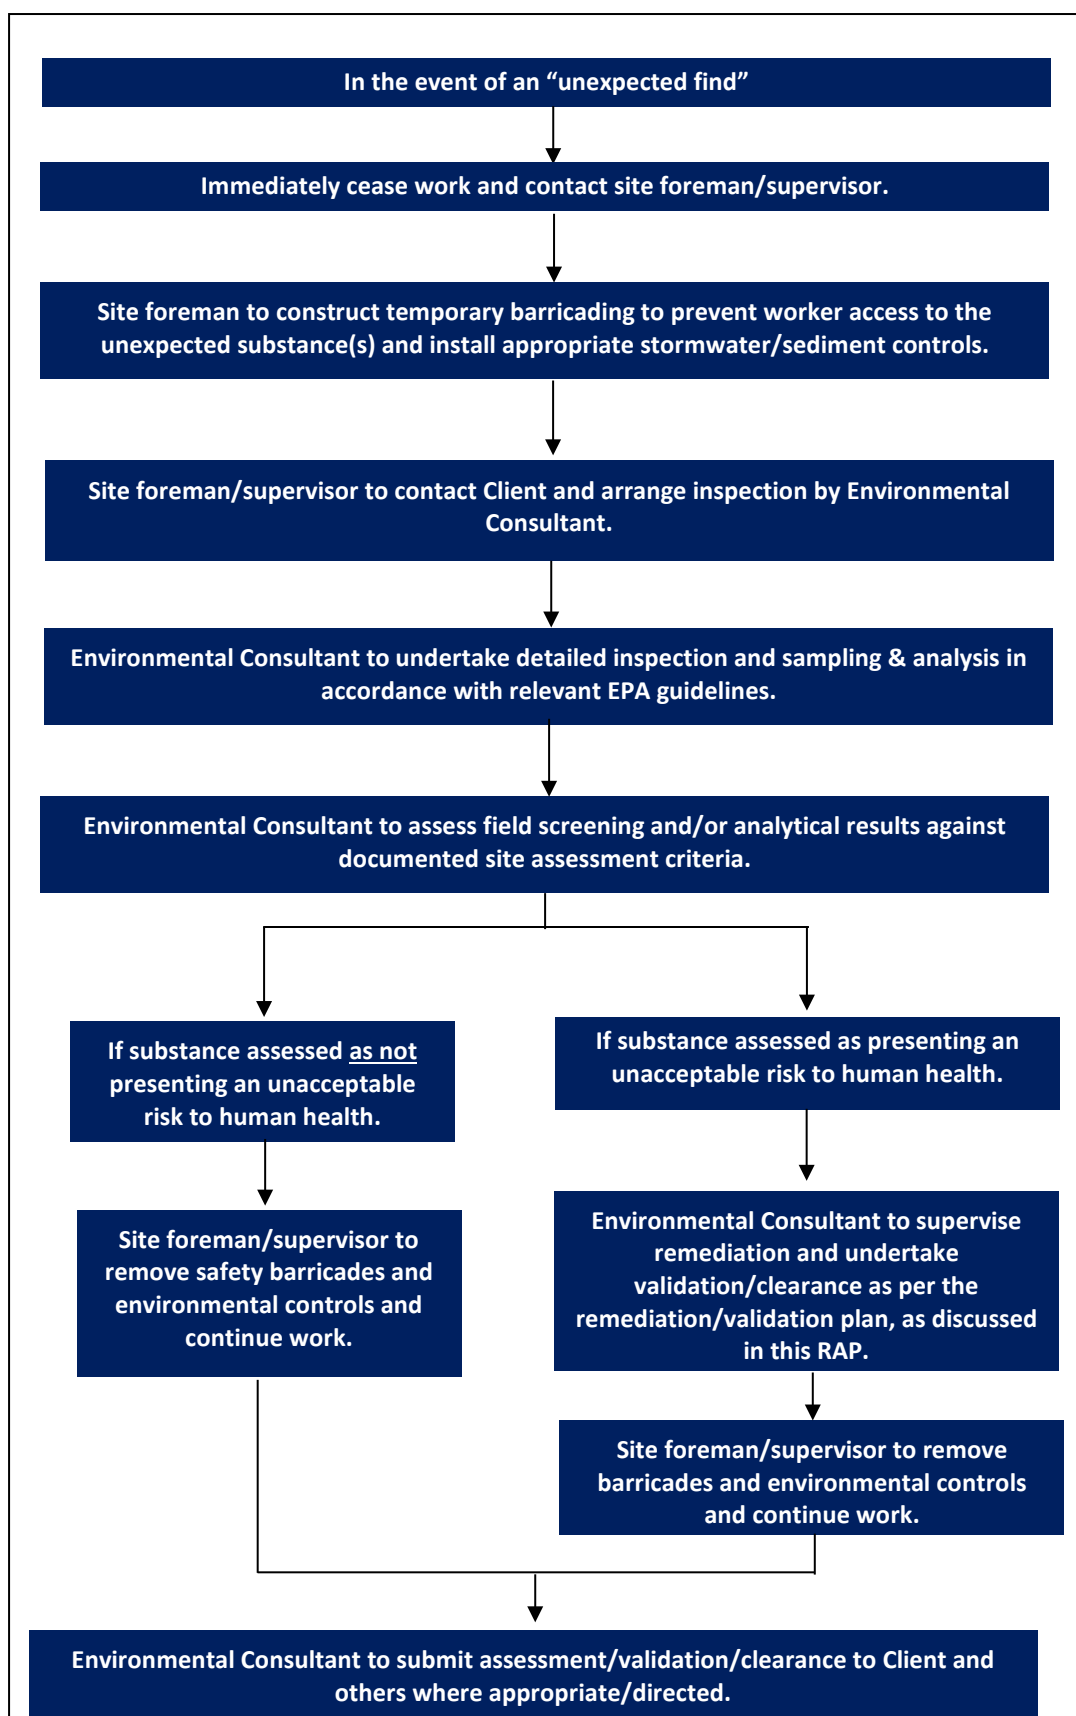 In the event of an “unexpected find”
Immediately cease work and contact site foreman/supervisor.
Site foreman to construct temporary barricading to prevent worker access to the
unexpected substance(s) and install appropriate stormwater/sediment controls.
Site foreman/supervisor to contact Client and arrange inspection by Environmental
Consultant.
Environmental Consultant to undertake detailed inspection and sampling & analysis in
accordance with relevant EPA guidelines.
Environmental Consultant to assess field screening and/or analytical results against
documented site assessment criteria.
If substance assessed as not
presenting an unacceptable
risk to human health.
If substance assessed as presenting an
unacceptable risk to human health.
Site foreman/supervisor to
remove safety barricades and
environmental controls and
continue work.
Environmental Consultant to supervise
remediation and undertake
validation/clearance as per the
remediation/validation plan, as discussed
in this RAP.
Site foreman/supervisor to remove
barricades and environmental controls
and continue work.
Environmental Consultant to submit assessment/validation/clearance to Client and
others where appropriate/directed.